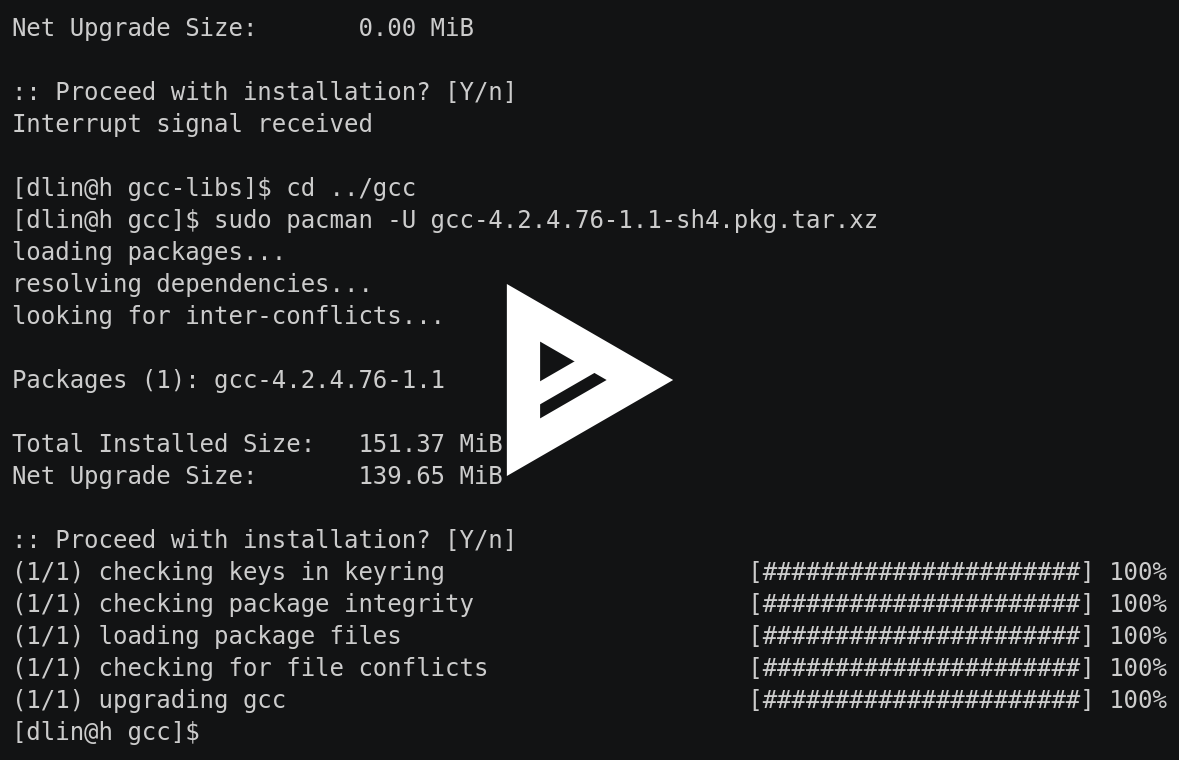 Net Upgrade Size:       0.00 MiB
:: Proceed with installation? [Y/n]
Interrupt signal received
[dlin@h gcc-libs]$ cd ../gcc
[dlin@h gcc]$ sudo pacman -U gcc-4.2.4.76-1.1-sh4.pkg.tar.xz
loading packages...
resolving dependencies...
looking for inter-conflicts...
Packages (1): gcc-4.2.4.76-1.1
Total Installed Size:   151.37 MiB
Net Upgrade Size:       139.65 MiB
:: Proceed with installation? [Y/n]
(1/1) checking keys in keyring                     [######################] 100%
(1/1) checking package integrity                   [######################] 100%
(1/1) loading package files                        [######################] 100%
(1/1) checking for file conflicts                  [######################] 100%
(1/1) upgrading gcc                                [######################] 100%
[dlin@h gcc]$